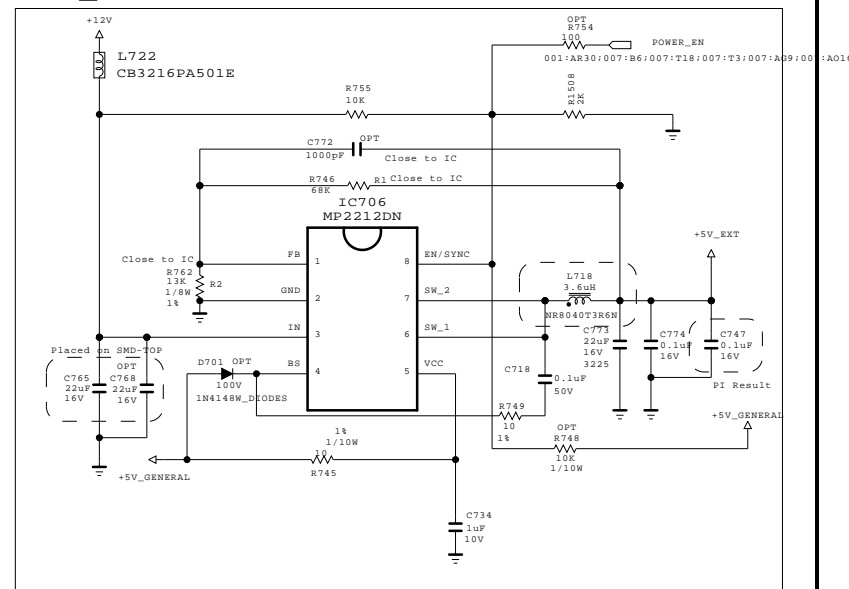 +12V
L722
CB3216PA501E
OPT
R754
100
POWER_EN
001:AR30;007:B6;007:T18;007:T3;007:AG9;007:AO16
R755
10K
R1508
2K
C772
OPT
1000pF
Close to IC
R746
R1
Close to IC
68K
IC706
MP2212DN
+5V_EXT
Close to IC
FB
1
8
EN/SYNC
R762
13K
R2
1/8W
1%
GND
2
7
SW_2
L718
3.6uH
NR8040T3R6N
IN
3
6
SW_1
C773
22uF
16V
3225
C774
0.1uF
16V
C747
0.1uF
16V
PI Result
Placed on SMD-TOP
OPT
C765
22uF
16V
C768
22uF
16V
D701
OPT
100V
1N4148W_DIODES
BS
4
5
VCC
C718
0.1uF
50V
R749
10
1%
+5V_GENERAL
OPT
R748
10K
1/10W
1%
1/10W
10
R745
+5V_GENERAL
C734
1uF
10V